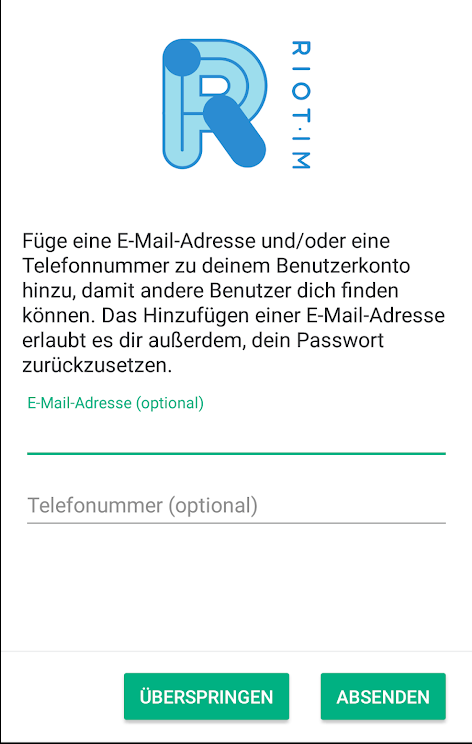 RIOT·IM
Füge eine E-Mail-Adresse und/oder eine
Telefonnummer zu deinem Benutzerkonto
hinzu, damit andere Benutzer dich finden
können. Das Hinzufügen einer E-Mail-Adresse
erlaubt es dir außerdem, dein Passwort
zurückzusetzen.
E-Mail-Adresse (optional)
Telefonummer (optional)
ÜBERSPRINGEN
ABSENDEN